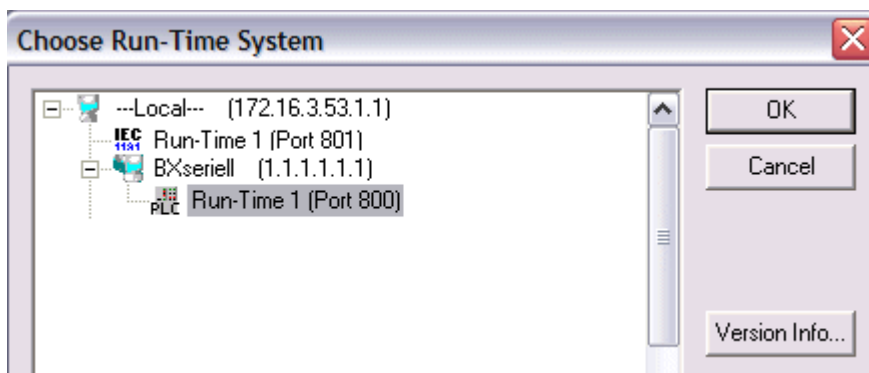 Choose Run-Time System
---Local--- (172.16.3.53.1.1)
OK
IEC
1131
Run-Time 1 (Port 801)
BXseriell (1.1.1.1.1.1)
Cancel
PLC
Run-Time 1 (Port 800)
Version Info...